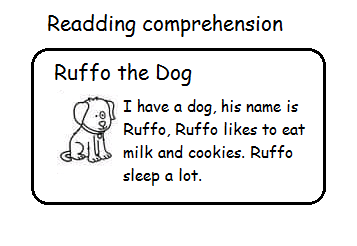 Readding comprehension
Ruffo the Dog
I have a dog, his name is
Ruffo, Ruffo likes to eat
milk and cookies. Ruffo
sleep a lot.